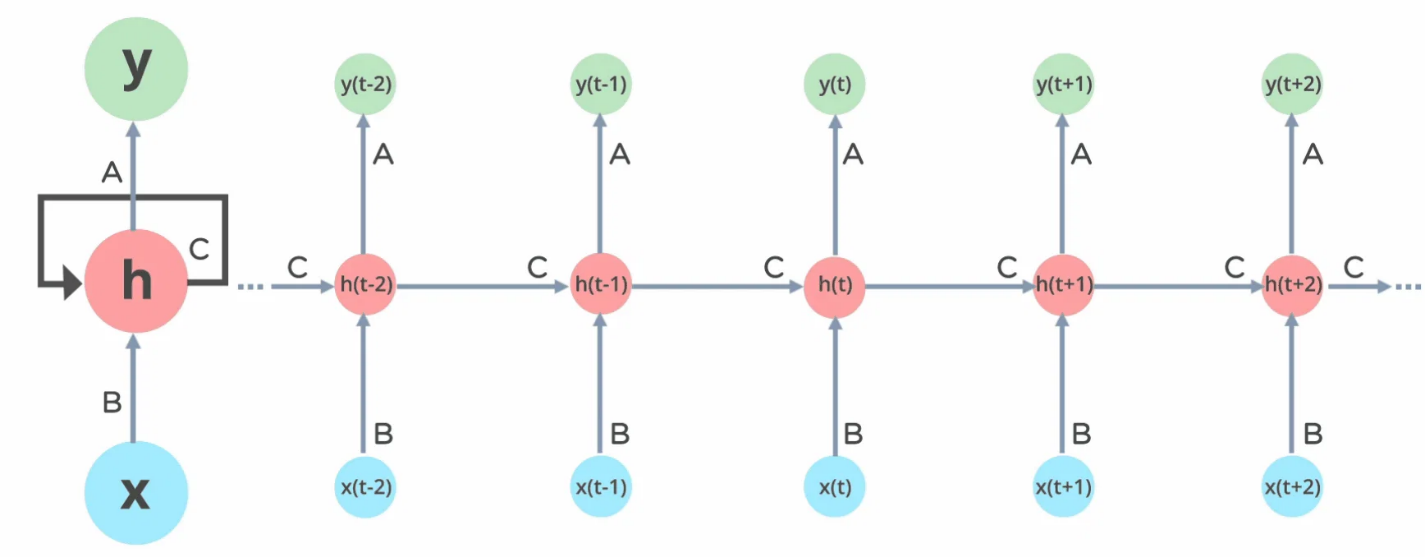 y
A
C
h
B
x
y(t-2)
y(t-1)
y(t)
y(t+1)
y(t+2)
A
A
A
A
A
...
C
h(t-2)
C
h(t-1)
C
h(t)
C
h(t+1)
C
h(t+2)
C
...
B
B
B
B
B
x(t-2)
x(t-1)
x(t)
x(t+1)
x(t+2)